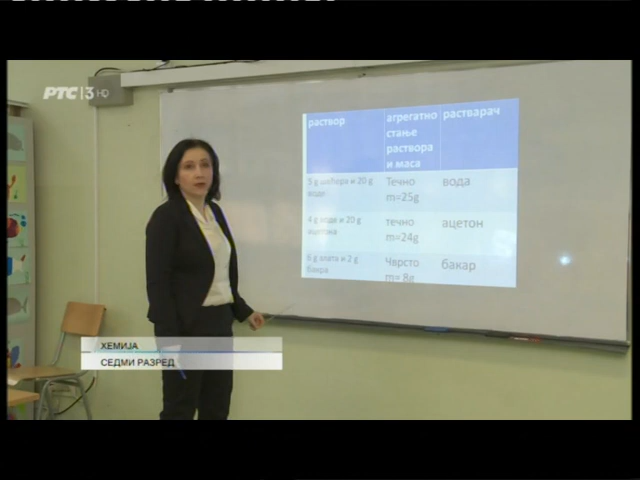 РТС|3 HD
раствор
агрегатно
стање
раствора
и маса
растварач
5 g шећера и 20 g
воде
Течно
m=25g
вода
4 g воде и 20 g
ацетона
течно
m=24g
ацетон
6 g злата и 2 g
бакра
Чврсто
m= 8g
бакар
ХЕМИЈА
СЕДМИ РАЗРЕД